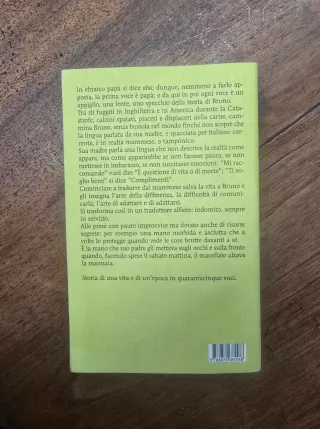 In ebraico papà si dice aba; dunque, nemmeno a farlo ap-
posta, la prima voce è papà; e da qui in poi ogni voce è un
appiglio, una lente, uno specchio della storia di Bruno.
Tra zii fuggiti in Inghilterra e in America durante la Cata-
strofe, calzini spaiati, piaceri e dispiaceri della carne, cam-
mina Bruno, senza bussola nel mondo finché non scopre che
la lingua parlata da sua madre, e spacciata per italiano cor-
rente, è in realtà mammese, o tamponico.
Sua madre parla una lingua che non descrive la realtà come
appare, ma come apparirebbe se non facesse paura, se non
mettesse in imbarazzo, se non suscitasse emozioni: "Mi rac-
comando" vuol dire "È questione di vita o di morte"; "Ti vo-
glio bene" si dice "Complimenti!".
Cominciare a tradurre dal mammese salva la vita a Bruno e
gli insegna l'arte della differenza, la difficoltà di comuni-
carla; l'arte di adattare e di adattarsi.
Si trasforma così in un traduttore alfiere: indomito, sempre
in servizio.
Alle prese con paure improvvise ma dotato anche di risorse
segrete: per esempio una mano morbida e asciutta che a
volte lo protegge quando vede le cose brutte davanti a sé.
È la mano che suo padre gli metteva sugli occhi e sulla fronte
quando, facendo spese il sabato mattina, il macellaio alzava
la mannaia.
Storia di una vita e di un'epoca in quarantacinque voci.